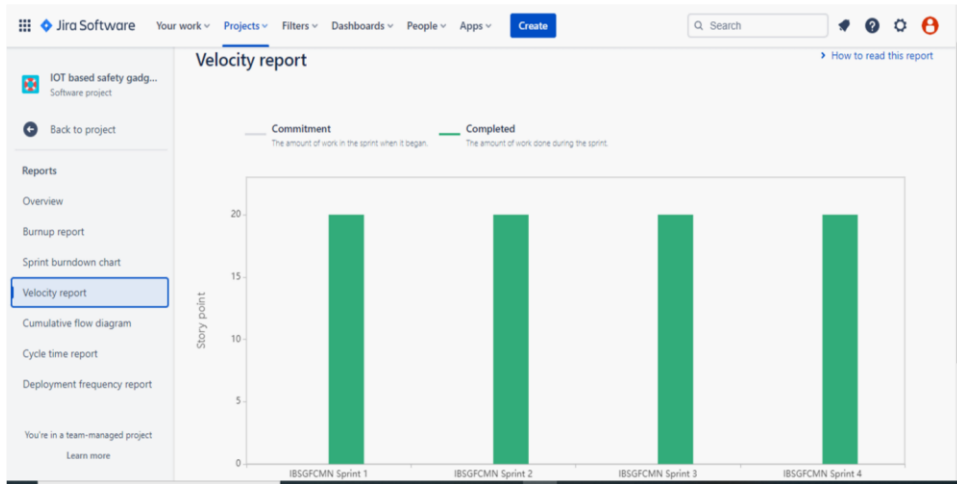 Jira Software Your work Projects Filters Dashboards People Apps Create Search
IOT based safety gadg...
Software project
Back to project
Reports
Overview
Burnup report
Sprint burndown chart
Velocity report
Cumulative flow diagram
Cycle time report
Deployment frequency report
You're in a team-managed project
Learn more
Velocity report
How to read this report
Commitment
The amount of work in the sprint when it began.
Completed
The amount of work done during the sprint.
Story point
20
15
10
5
0
IBSGFCMN Sprint 1 IBSGFCMN Sprint 2 IBSGFCMN Sprint 3 IBSGFCMN Sprint 4